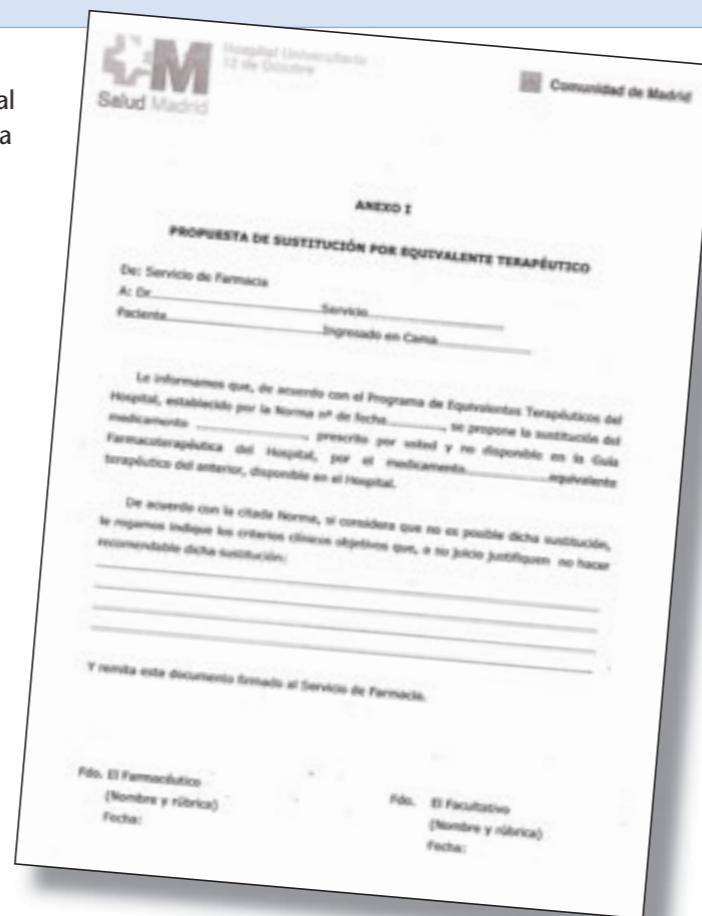 al
a
Hospital Universitario
12 de Octubre
Salud Madrid
Comunidad de Madrid
ANEXO I
PROPUESTA DE SUSTITUCIÓN POR EQUIVALENTE TERAPÉUTICO
De: Servicio de Farmacia
A: Dr Servicio
Paciente Ingresado en Cama
Le informamos que, de acuerdo con el Programa de Equivalentes Terapéuticos del
Hospital, establecido por la Norma nº de fecha , se propone la sustitución del
medicamento , prescrito por usted y no disponible en la Guía
Farmacoterapéutica del Hospital, por el medicamento equivalente
terapéutico del anterior, disponible en el Hospital.
De acuerdo con la citada Norma, si considera que no es posible dicha sustitución,
le rogamos indique los criterios clínicos objetivos que, a su juicio justifiquen no hacer
recomendable dicha sustitución:
Y remita este documento firmado al Servicio de Farmacia.
Fdo. El Farmacéutico
(Nombre y rúbrica)
Fecha:
Fdo. El Facultativo
(Nombre y rúbrica)
Fecha: